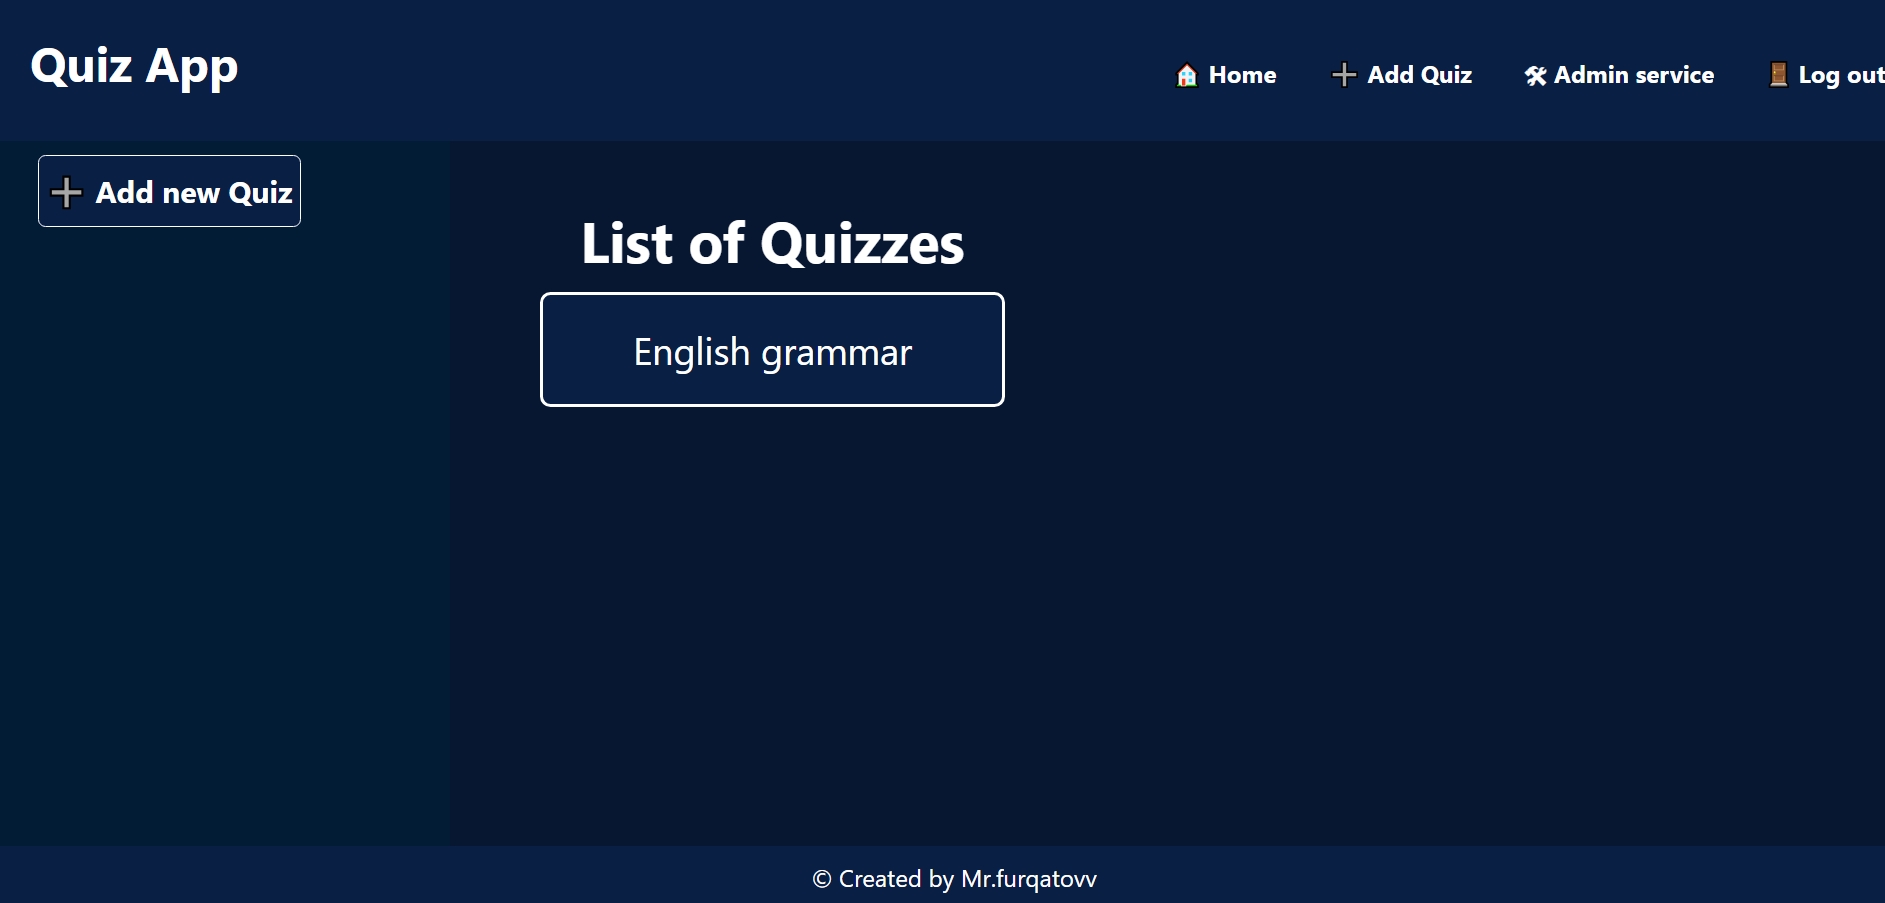 Quiz App
🏠 Home
➕ Add Quiz
🛠 Admin service
🚪 Log out
➕ Add new Quiz
List of Quizzes
English grammar
© Created by Mr.furqatovv